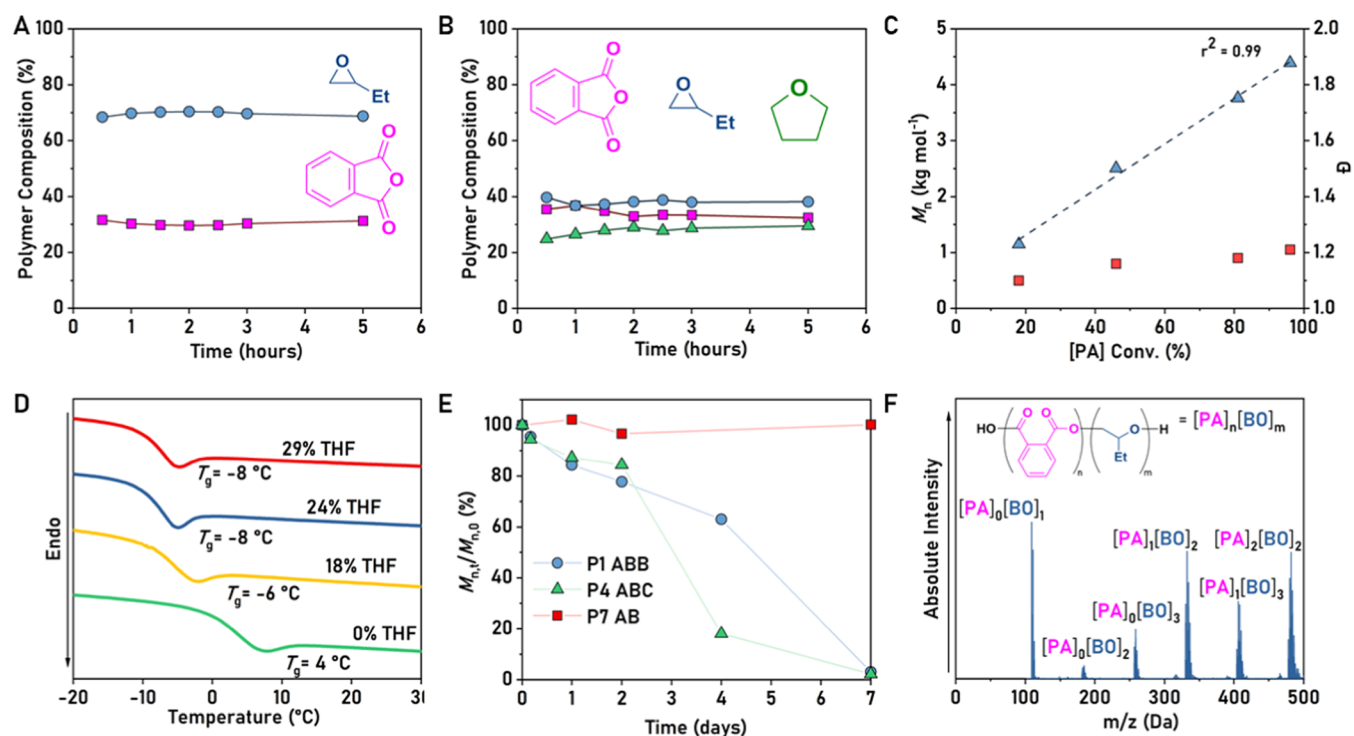 A
Polymer Composition (%)
100
80
60
40
20
0
O
Et
O
O
O
0 1 2 3 4 5 6
Time (hours)
B
Polymer Composition (%)
100
80
60
40
20
0
O
O
O
O
Et
O
0 1 2 3 4 5 6
Time (hours)
C
Mn (kg mol⁻¹)
5
4
3
2
1
0
r² = 0.99
2.0
1.8
1.6
1.4
1.2
1.0
Đ
0 20 40 60 80 100
[PA] Conv. (%)
D
Endo
29% THF
Tg= -8 °C
24% THF
Tg= -8 °C
18% THF
Tg= -6 °C
0% THF
Tg= 4 °C
-20 -10 0 10 20 30
Temperature (°C)
E
Mn,t/Mn,0 (%)
100
80
60
40
20
0
P1 ABB
P4 ABC
P7 AB
0 1 2 4 7
Time (days)
F
Absolute Intensity
O O
HO O O H = [PA]n[BO]m
n Et m
[PA]0[BO]1
[PA]1[BO]2 [PA]2[BO]2
[PA]1[BO]3
[PA]0[BO]3
[PA]0[BO]2
0 100 200 300 400 500
m/z (Da)